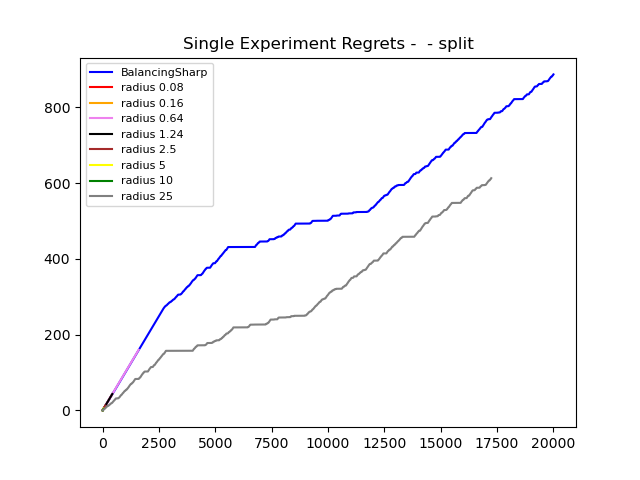 Single Experiment Regrets -  - split
BalancingSharp
radius 0.08
radius 0.16
radius 0.64
radius 1.24
radius 2.5
radius 5
radius 10
radius 25
800
600
400
200
0
0 2500 5000 7500 10000 12500 15000 17500 20000